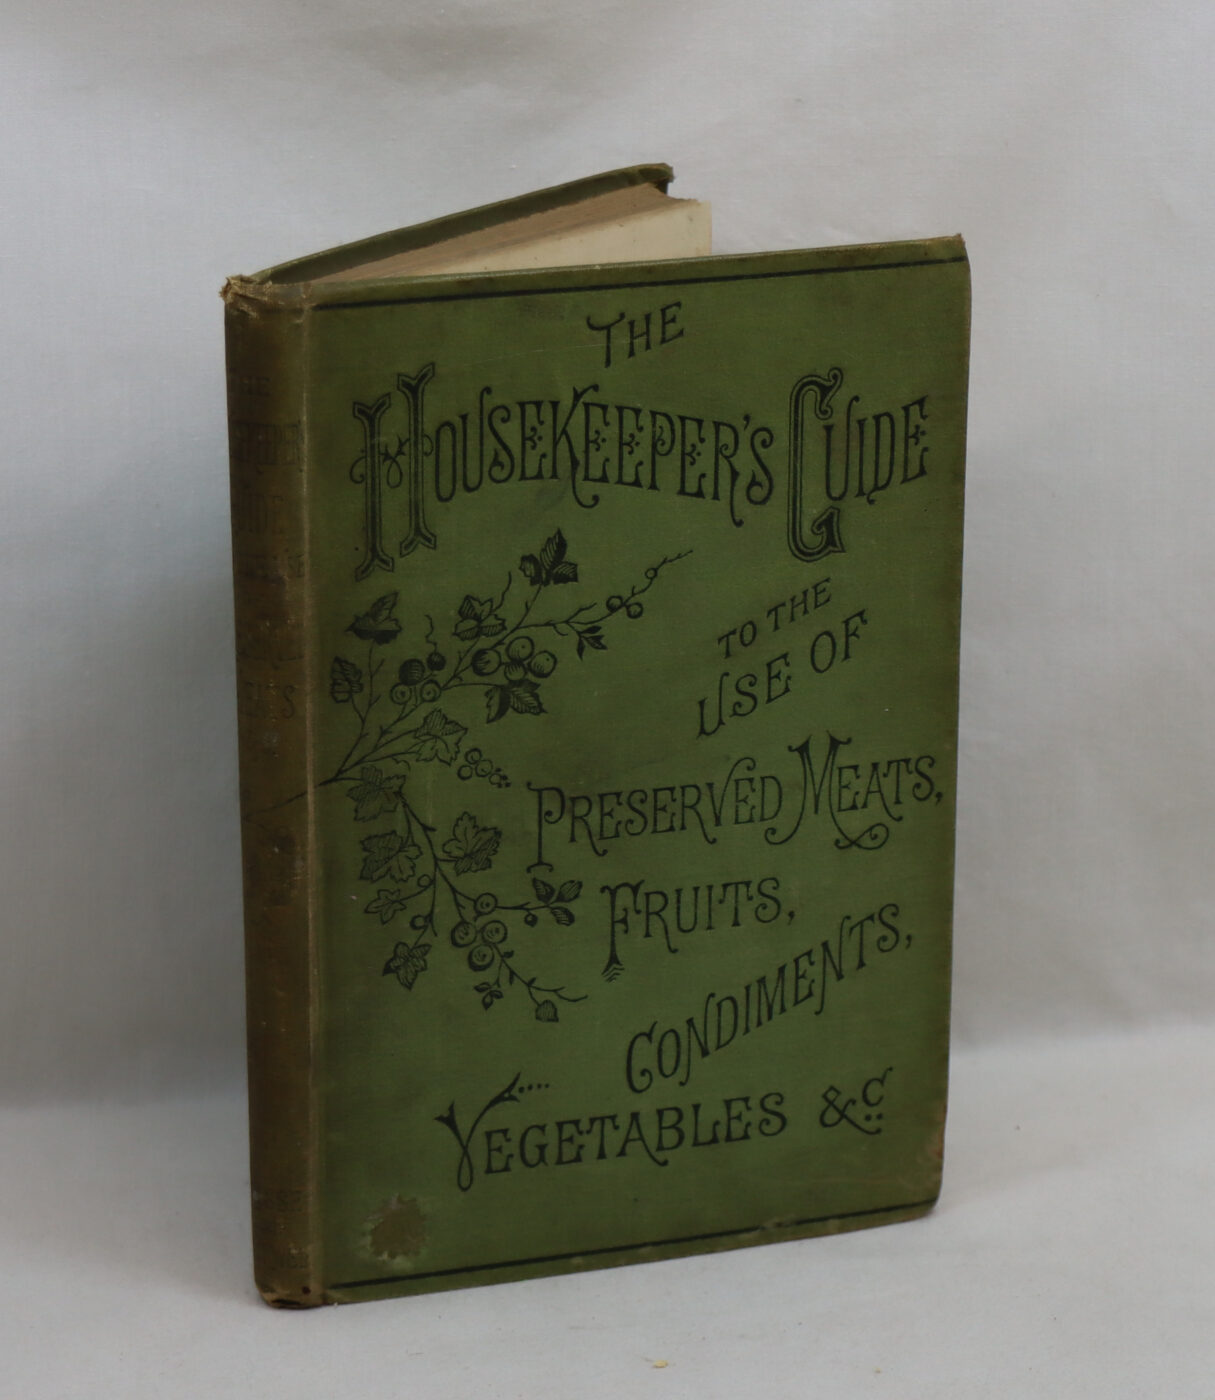 THE
HOUSEKEEPER'S GUIDE
TO THE
USE OF
PRESERVED MEATS,
FRUITS,
CONDIMENTS,
VEGETABLES &C